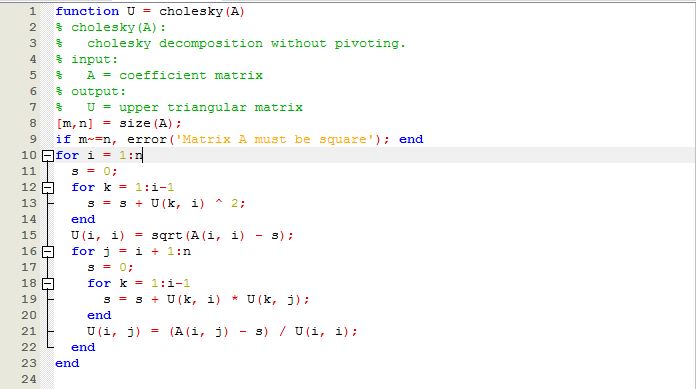 1 function U = cholesky(A)
2 % cholesky(A):
3 %   cholesky decomposition without pivoting.
4 % input:
5 %   A = coefficient matrix
6 % output:
7 %   U = upper triangular matrix
8 [m,n] = size(A);
9 if m~=n, error('Matrix A must be square'); end
10 for i = 1:n
11   s = 0;
12   for k = 1:i-1
13     s = s + U(k, i) ^ 2;
14   end
15   U(i, i) = sqrt(A(i, i) - s);
16   for j = i + 1:n
17     s = 0;
18     for k = 1:i-1
19       s = s + U(k, i) * U(k, j);
20     end
21     U(i, j) = (A(i, j) - s) / U(i, i);
22   end
23 end
24